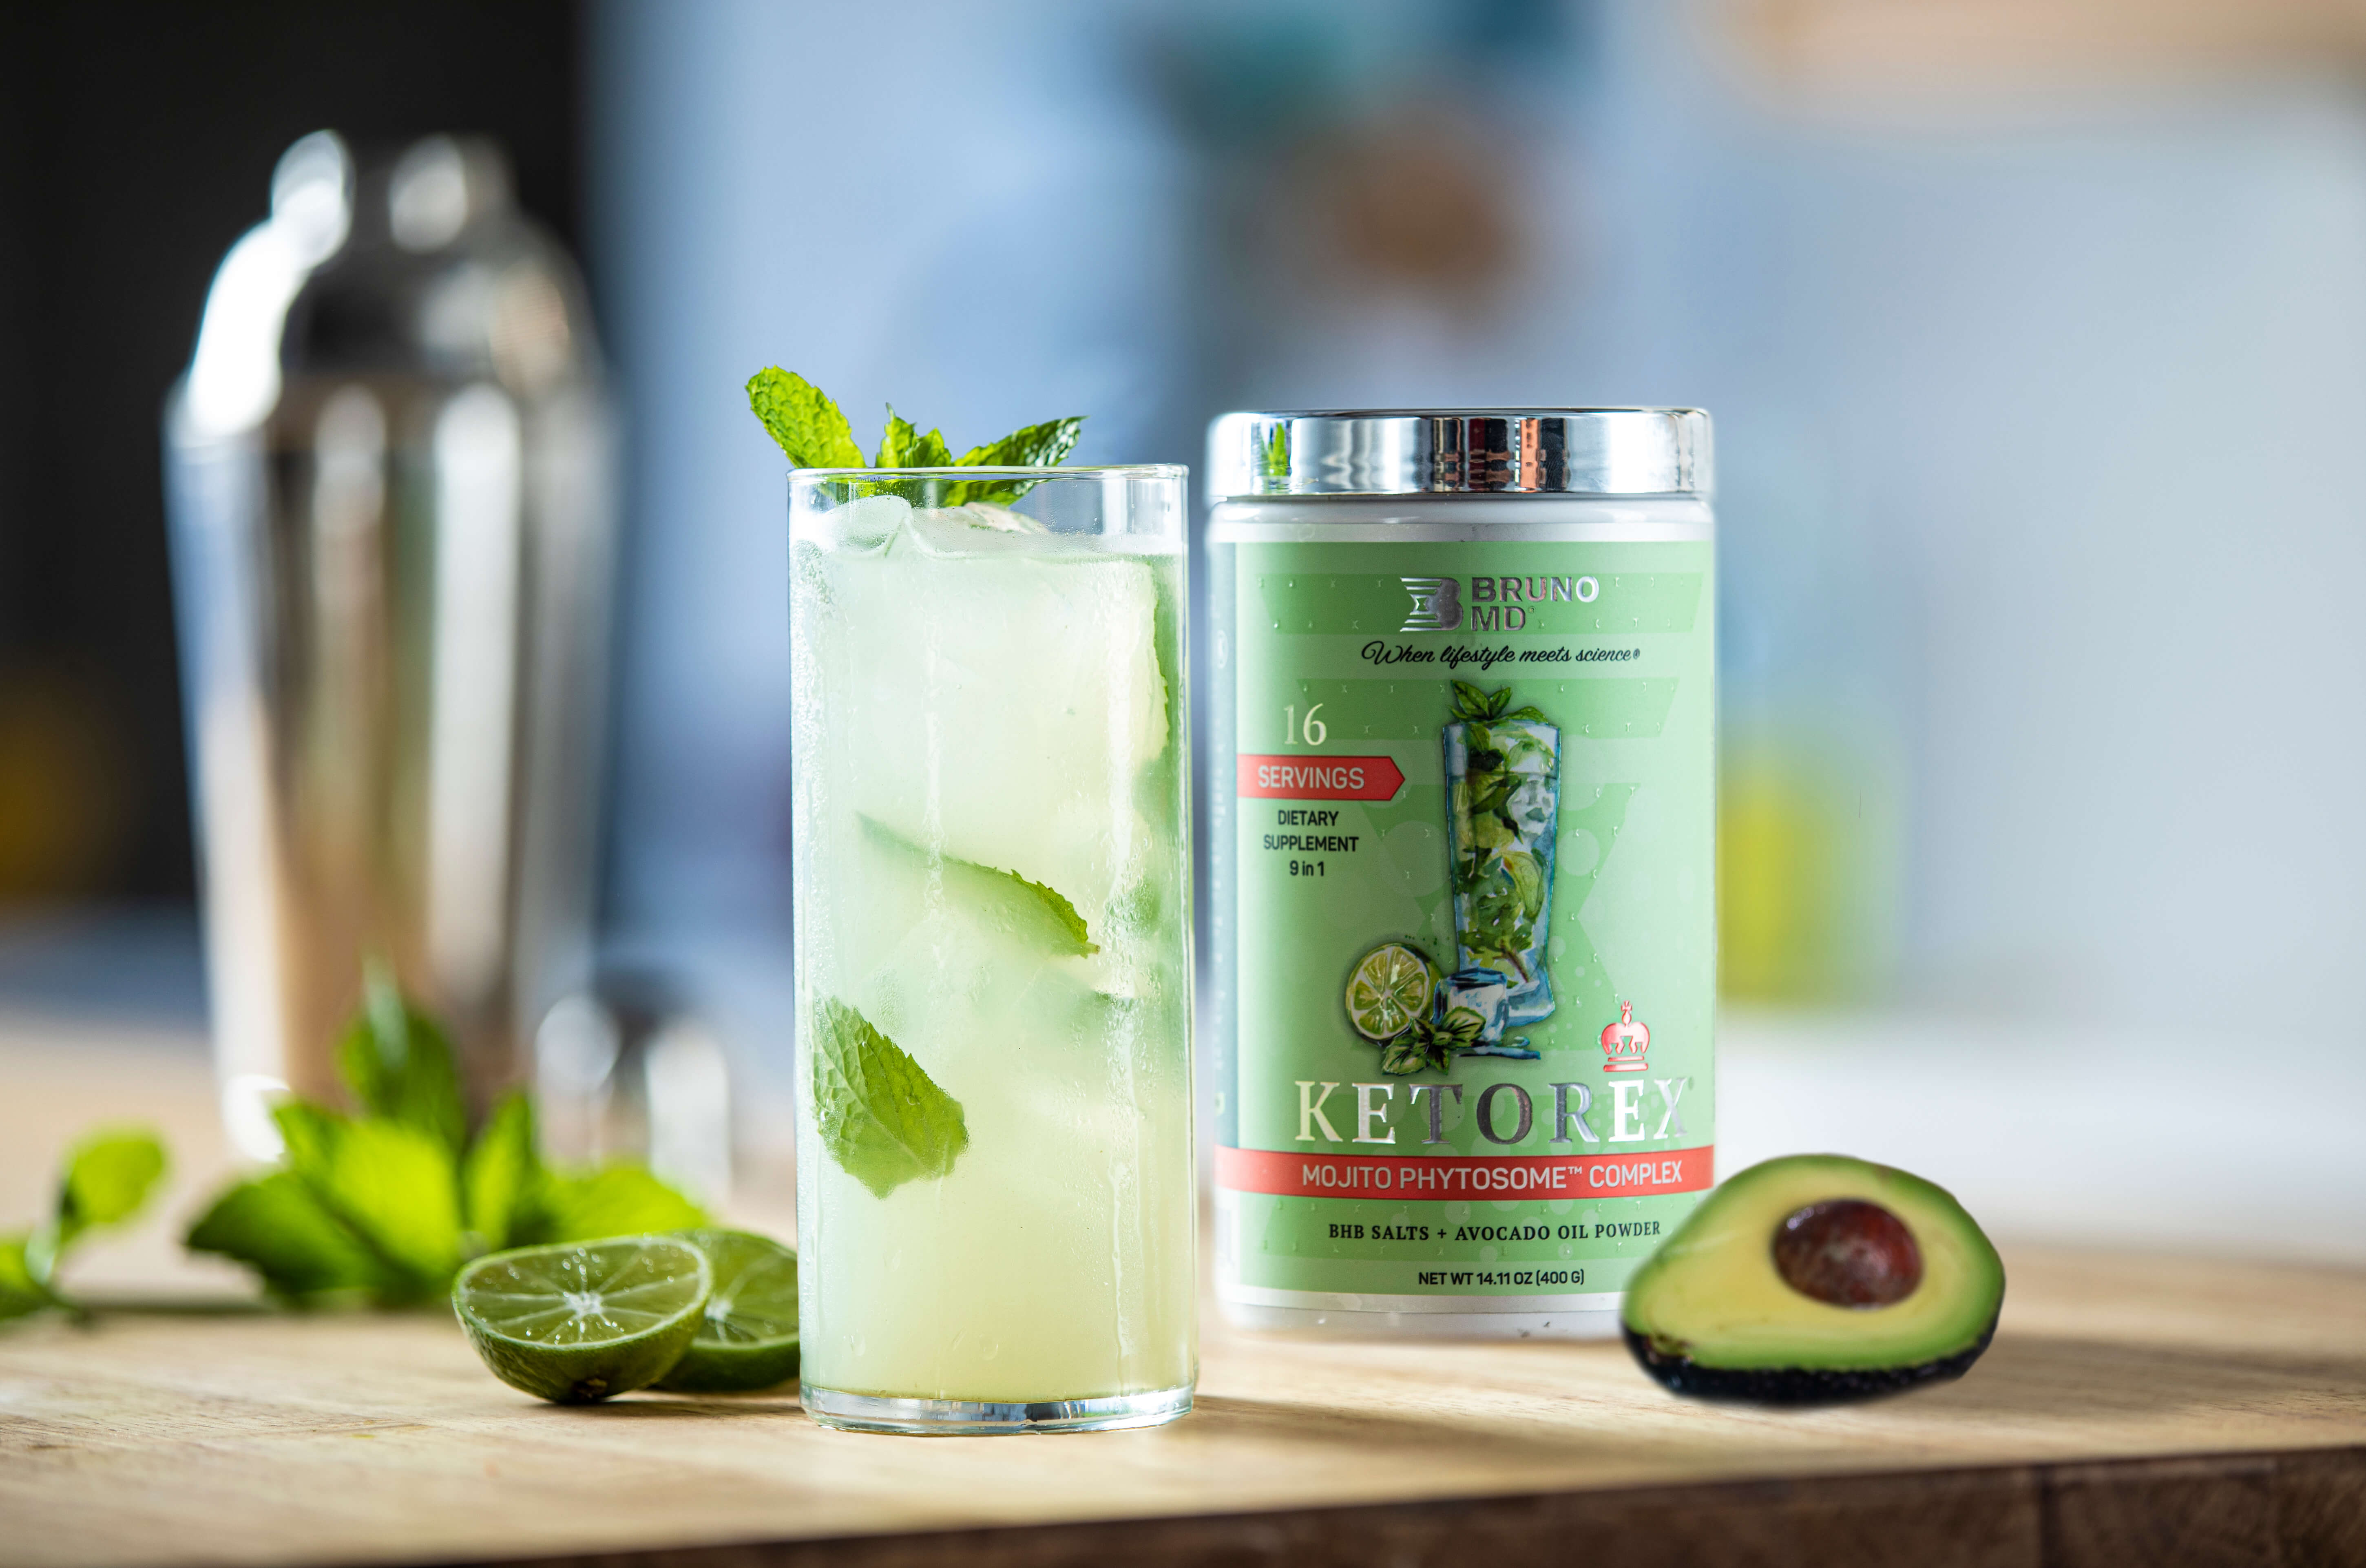 BRUNO
MD®
When lifestyle meets science®
16
SERVINGS
DIETARY
SUPPLEMENT
9 in 1
KETOREX®
MOJITO PHYTOSOME™ COMPLEX
BHB SALTS + AVOCADO OIL POWDER
NET WT 14.11 OZ (400 G)